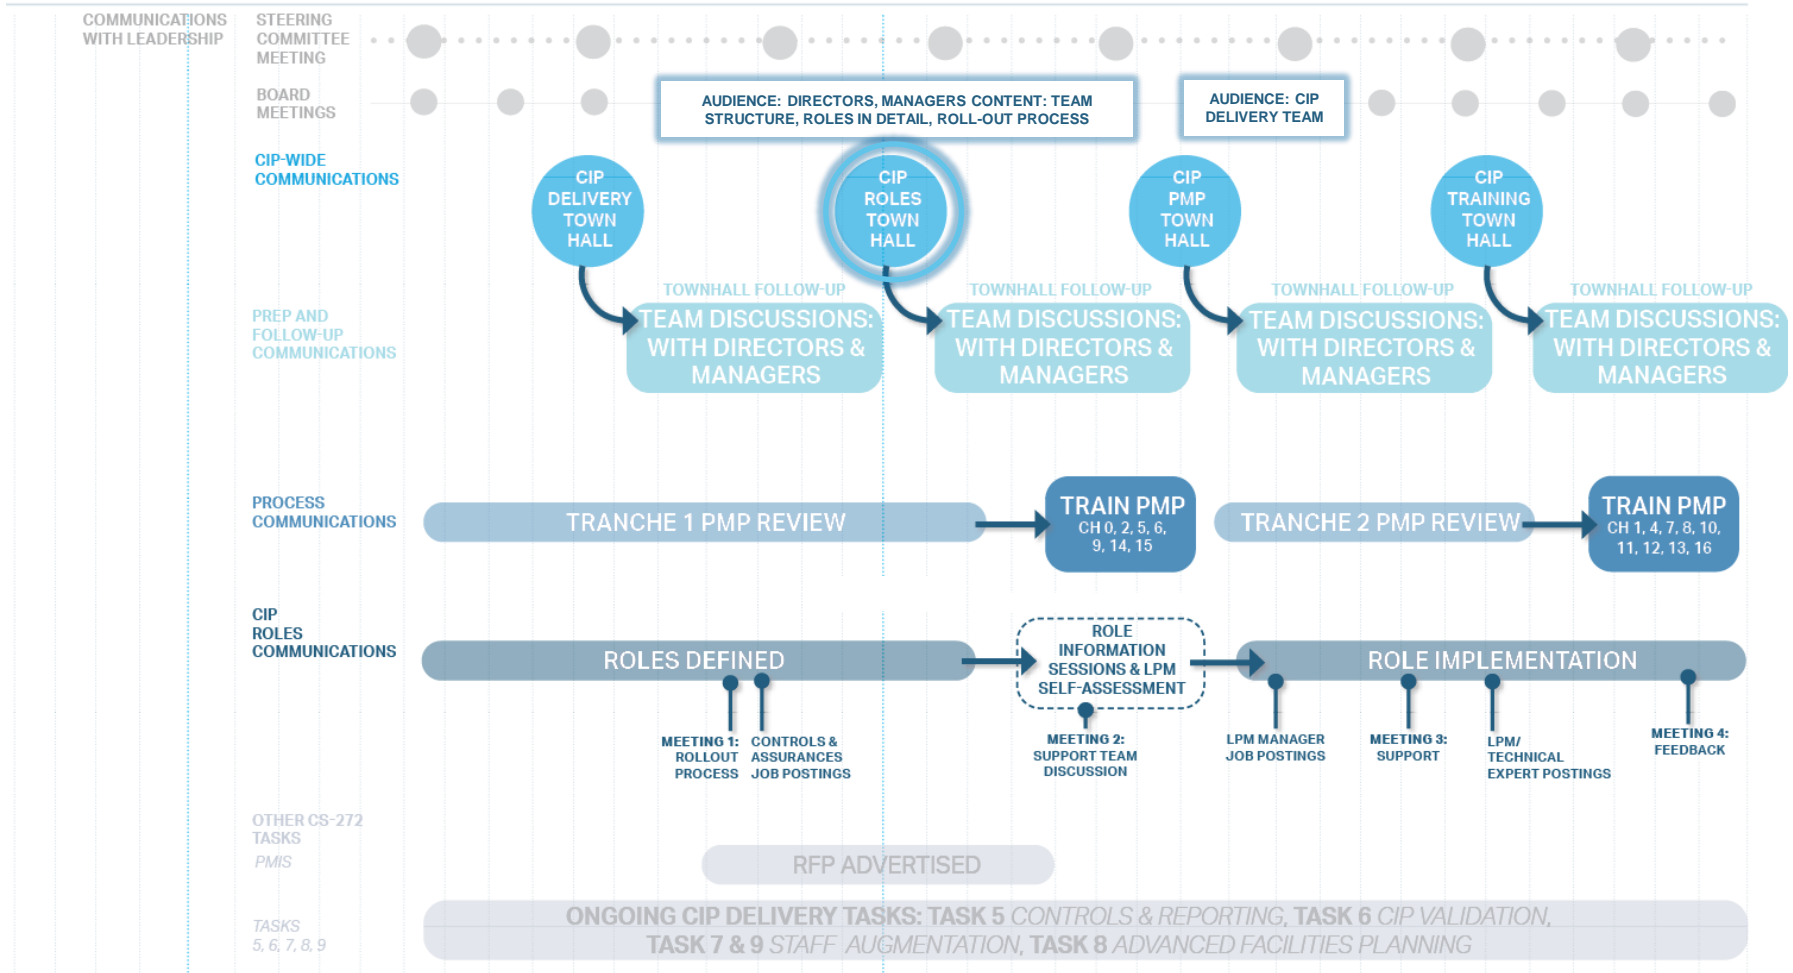 COMMUNICATIONS
WITH LEADERSHIP
STEERING
COMMITTEE
MEETING
BOARD
MEETINGS
AUDIENCE: DIRECTORS, MANAGERS CONTENT: TEAM
STRUCTURE, ROLES IN DETAIL, ROLL-OUT PROCESS
AUDIENCE: CIP
DELIVERY TEAM
CIP-WIDE
COMMUNICATIONS
CIP
DELIVERY
TOWN
HALL
CIP
ROLES
TOWN
HALL
CIP
PMP
TOWN
HALL
CIP
TRAINING
TOWN
HALL
PREP AND
FOLLOW-UP
COMMUNICATIONS
TOWNHALL FOLLOW-UP
TEAM DISCUSSIONS:
WITH DIRECTORS &
MANAGERS
TOWNHALL FOLLOW-UP
TEAM DISCUSSIONS:
WITH DIRECTORS &
MANAGERS
TOWNHALL FOLLOW-UP
TEAM DISCUSSIONS:
WITH DIRECTORS &
MANAGERS
TOWNHALL FOLLOW-UP
TEAM DISCUSSIONS:
WITH DIRECTORS &
MANAGERS
PROCESS
COMMUNICATIONS
TRANCHE 1 PMP REVIEW
TRAIN PMP
CH 0, 2, 5, 6,
9, 14, 15
TRANCHE 2 PMP REVIEW
TRAIN PMP
CH 1, 4, 7, 8, 10,
11, 12, 13, 16
CIP
ROLES
COMMUNICATIONS
ROLES DEFINED
ROLE
INFORMATION
SESSIONS & LPM
SELF-ASSESSMENT
ROLE IMPLEMENTATION
MEETING 1:
ROLLOUT
PROCESS
CONTROLS &
ASSURANCES
JOB POSTINGS
MEETING 2:
SUPPORT TEAM
DISCUSSION
LPM MANAGER
JOB POSTINGS
MEETING 3:
SUPPORT
LPM/
TECHNICAL
EXPERT POSTINGS
MEETING 4:
FEEDBACK
OTHER CS-272
TASKS
PMIS
RFP ADVERTISED
TASKS
5, 6, 7, 8, 9
ONGOING CIP DELIVERY TASKS: TASK 5 CONTROLS & REPORTING, TASK 6 CIP VALIDATION,
TASK 7 & 9 STAFF AUGMENTATION, TASK 8 ADVANCED FACILITIES PLANNING